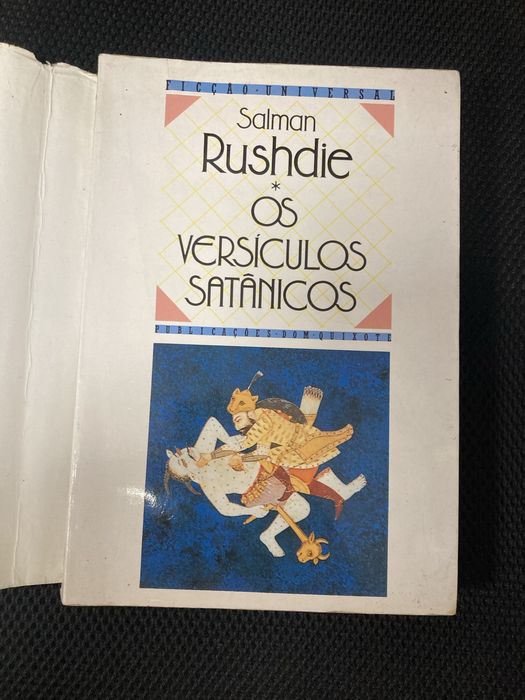 FICÇÃO · UNIVERSAL
Salman
Rushdie
*
OS
VERSÍCULOS
SATÂNICOS
PUBLICAÇÕES · DOM · QUIXOTE